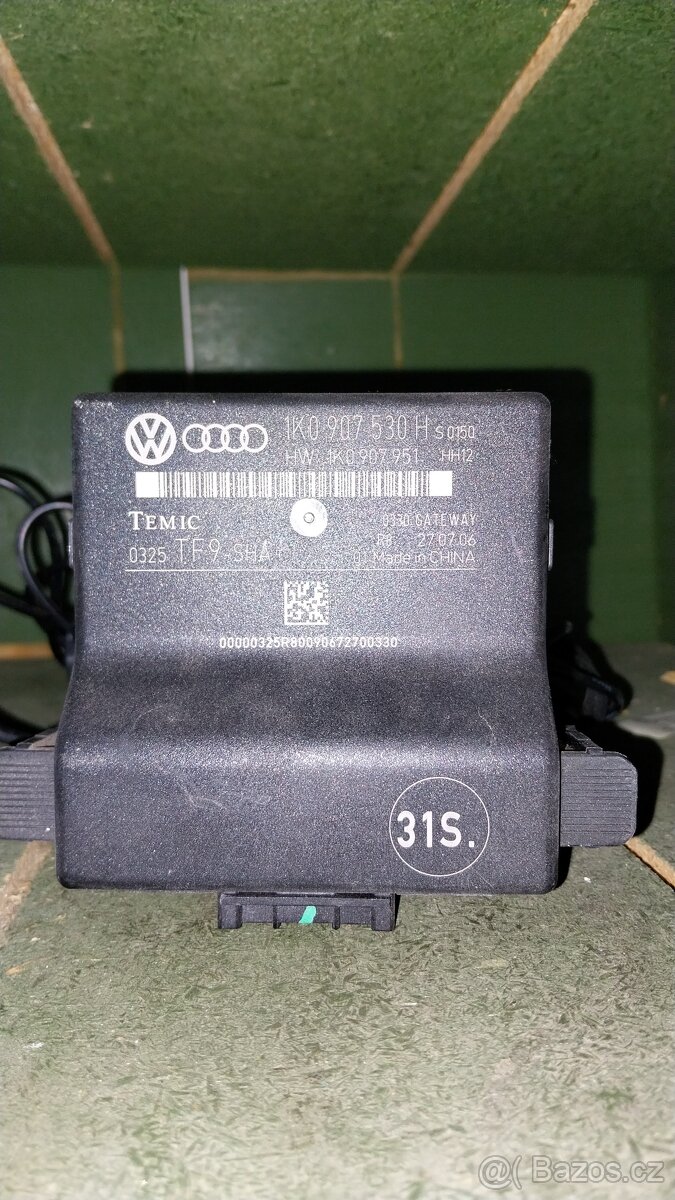 1K0 907 530 H S 0150
HW: 1K0 907 951 HH12
TEMIC
0330 GATEWAY
R8 27.07.06
0325 TF9 SHA
Made in CHINA
00000325R80090672700330
31S.
@Bazos.cz